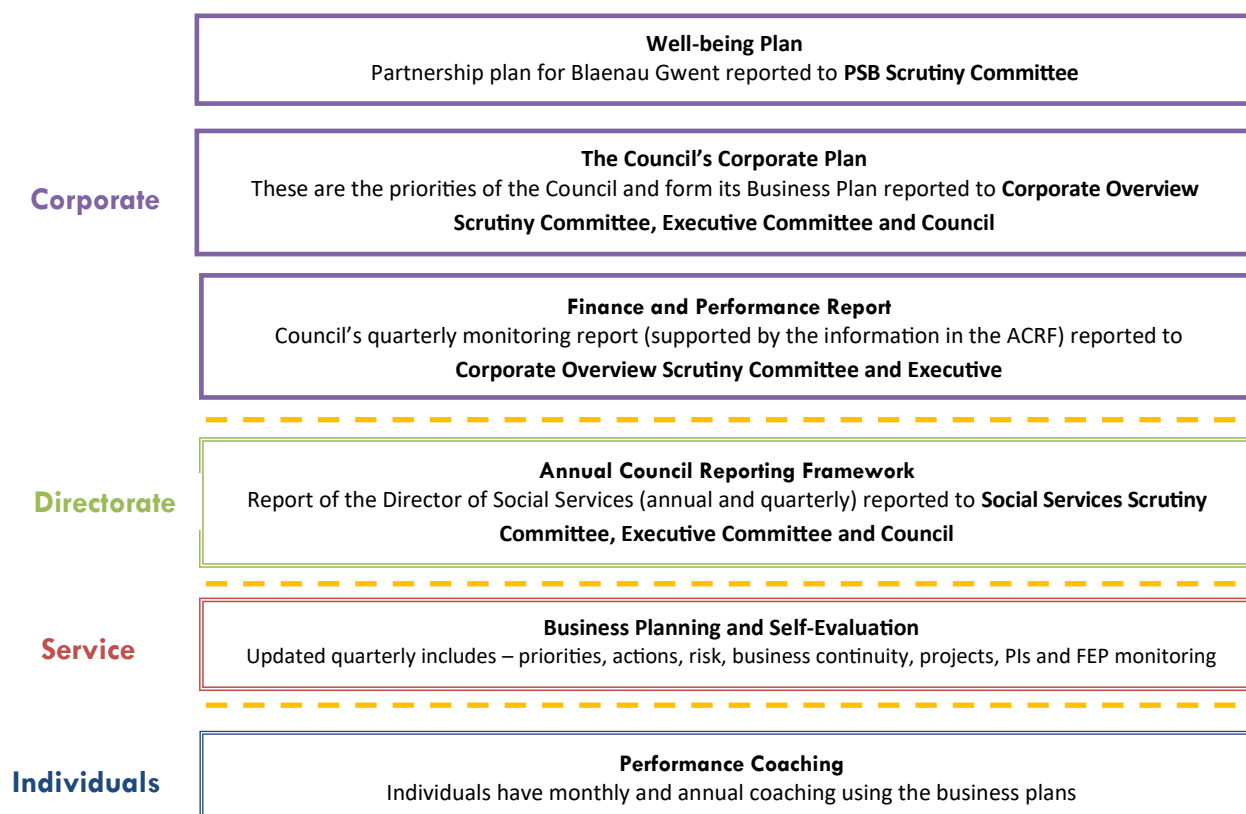 Well-being Plan
Partnership plan for Blaenau Gwent reported to PSB Scrutiny Committee
Corporate
The Council’s Corporate Plan
These are the priorities of the Council and form its Business Plan reported to Corporate Overview
Scrutiny Committee, Executive Committee and Council
Finance and Performance Report
Council’s quarterly monitoring report (supported by the information in the ACRF) reported to
Corporate Overview Scrutiny Committee and Executive
Directorate
Annual Council Reporting Framework
Report of the Director of Social Services (annual and quarterly) reported to Social Services Scrutiny
Committee, Executive Committee and Council
Service
Business Planning and Self-Evaluation
Updated quarterly includes – priorities, actions, risk, business continuity, projects, PIs and FEP monitoring
Individuals
Performance Coaching
Individuals have monthly and annual coaching using the business plans